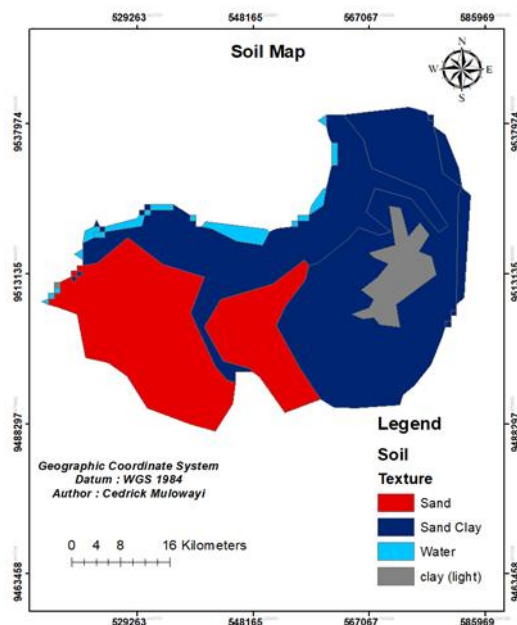 529263 548165 567069 585969
Soil Map
N
W E
S
9537974 9537974
9513135 9513135
9488297 9488297
9463458 9463458
Geographic Coordinate System
Datum : WGS 1984
Author : Cedrick Mulowayi
0 4 8 16 Kilometers
Legend
Soil
Texture
Sand
Sand Clay
Water
clay (light)
529263 548165 567069 585969